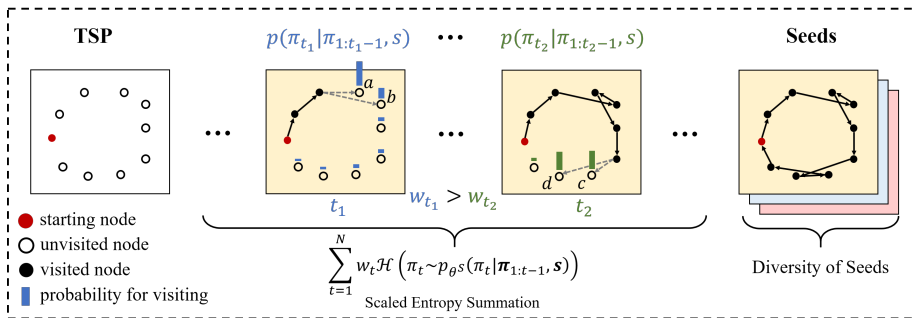 TSP
p(π_{t_1}|π_{1:t_1−1}, s) ••• p(π_{t_2}|π_{1:t_2−1}, s)
Seeds
a
b
•••
•••
•••
d
c
t_1
w_{t_1} > w_{t_2}
t_2
starting node
unvisited node
visited node
probability for visiting
\sum_{t=1}^{N} w_t ℋ (π_t~p_{θ^S}(π_t|π_{1:t−1}, s))
Scaled Entropy Summation
Diversity of Seeds